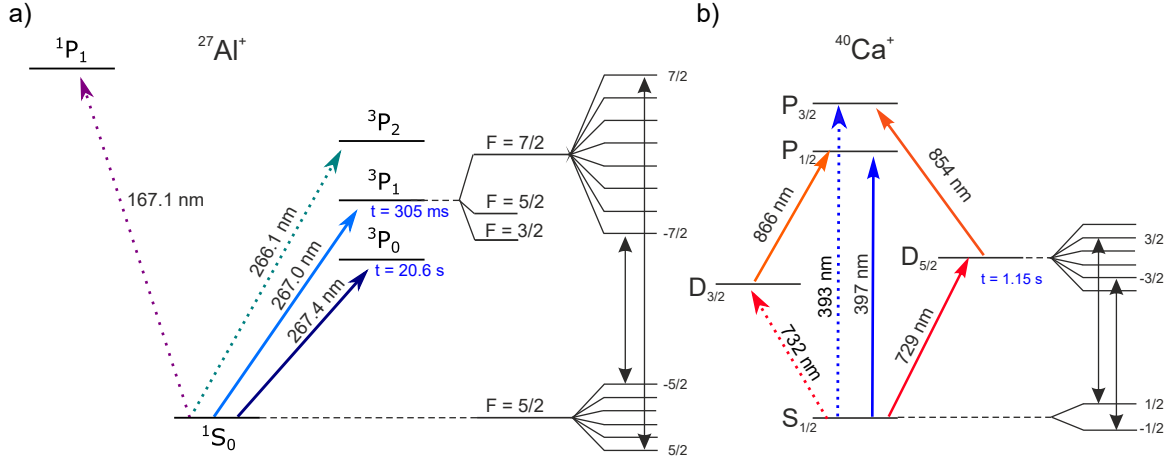 a)
²⁷Al⁺
¹P₁
³P₂
³P₁
t = 305 ms
³P₀
t = 20.6 s
167.1 nm
266.1 nm
267.0 nm
267.4 nm
¹S₀
F = 7/2
F = 5/2
F = 3/2
F = 5/2
7/2
-7/2
-5/2
5/2
b)
⁴⁰Ca⁺
P₃/₂
P₁/₂
D₅/₂
t = 1.15 s
D₃/₂
866 nm
854 nm
393 nm
397 nm
732 nm
729 nm
S₁/₂
3/2
-3/2
1/2
-1/2